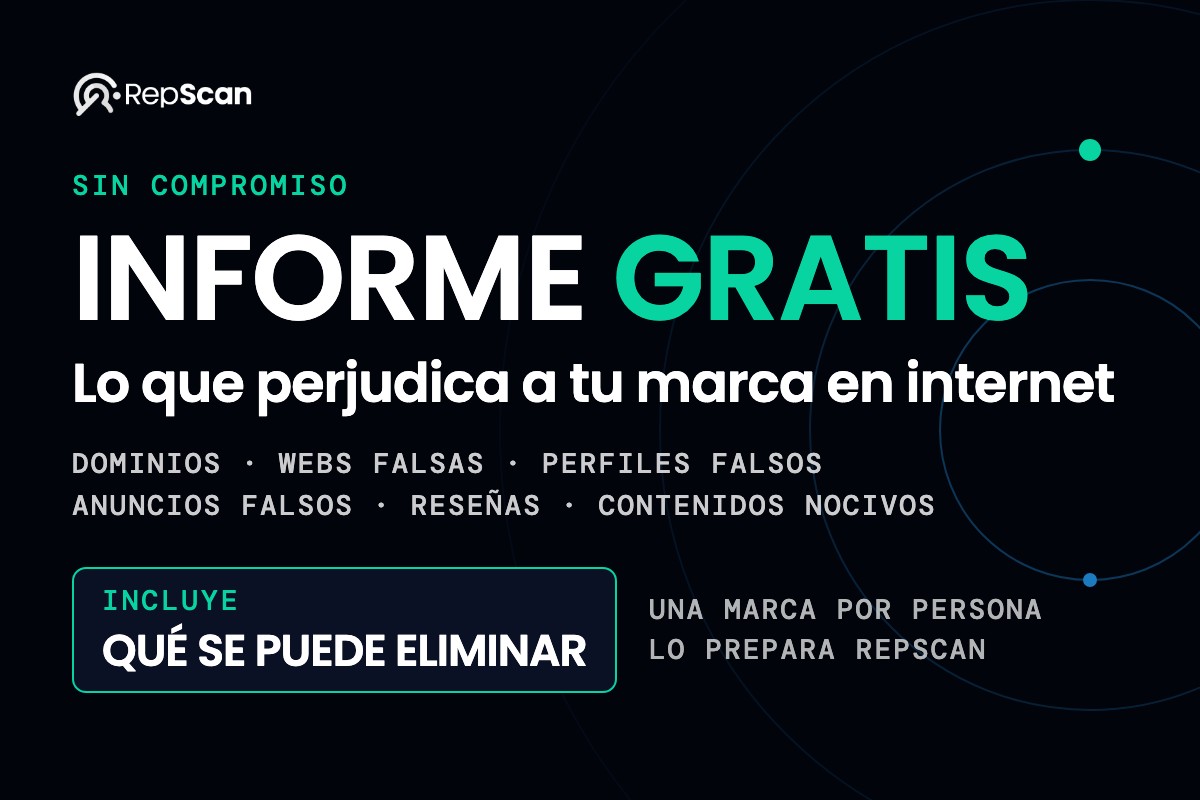 RepScan
SIN COMPROMISO
INFORME GRATIS
Lo que perjudica a tu marca en internet
DOMINIOS · WEBS FALSAS · PERFILES FALSOS
ANUNCIOS FALSOS · RESEÑAS · CONTENIDOS NOCIVOS
INCLUYE
QUÉ SE PUEDE ELIMINAR
UNA MARCA POR PERSONA
LO PREPARA REPSCAN